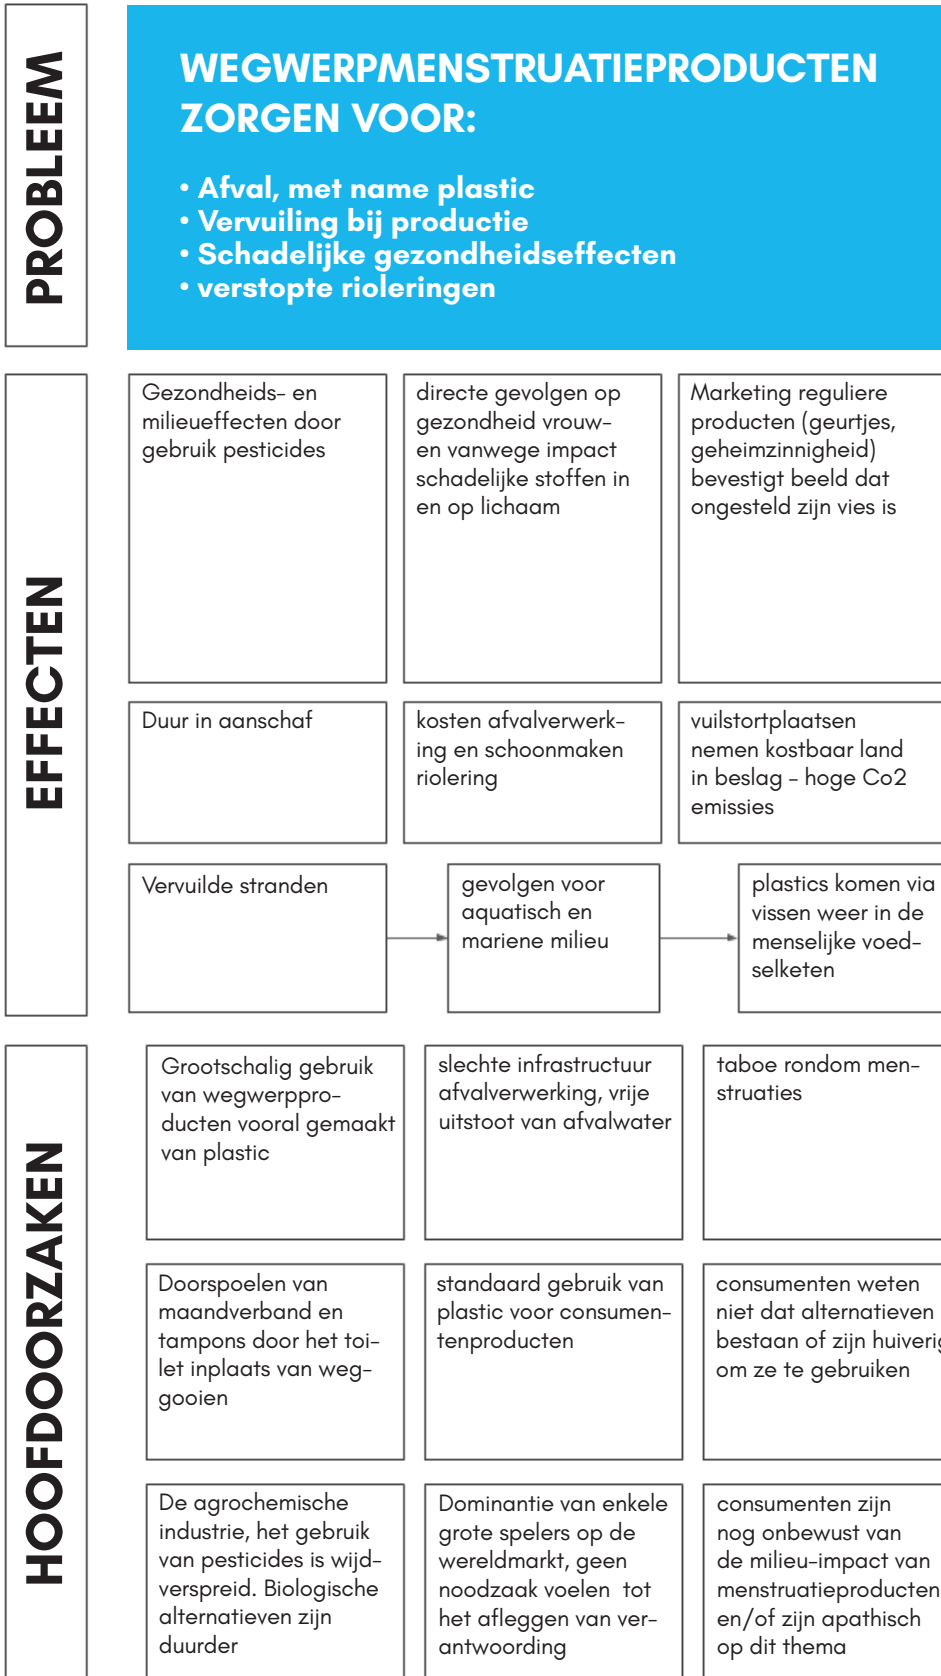 PROBLEEM
WEGWERPMENSTRUATIEPRODUCTEN
ZORGEN VOOR:
• Afval, met name plastic
• Vervuiling bij productie
• Schadelijke gezondheidseffecten
• verstopte rioleringen
EFFECTEN
Gezondheids- en
milieueffecten door
gebruik pesticides
directe gevolgen op
gezondheid vrouw-
en vanwege impact
schadelijke stoffen in
en op lichaam
Marketing reguliere
producten (geurtjes,
geheimzinnigheid)
bevestigt beeld dat
ongesteld zijn vies is
Duur in aanschaf
kosten afvalverwerk-
ing en schoonmaken
riolering
vuilstortplaatsen
nemen kostbaar land
in beslag - hoge Co2
emissies
Vervuilde stranden
gevolgen voor
aquatisch en
mariene milieu
plastics komen via
vissen weer in de
menselijke voed-
selketen
HOOFDOORZAKEN
Grootschalig gebruik
van wegwerppro-
ducten vooral gemaakt
van plastic
slechte infrastructuur
afvalverwerking, vrije
uitstoot van afvalwater
taboe rondom men-
struaties
Doorspoelen van
maandverband en
tampons door het toi-
let inplaats van weg-
gooien
standaard gebruik van
plastic voor consumen-
tenproducten
consumenten weten
niet dat alternatieven
bestaan of zijn huiverig
om ze te gebruiken
De agrochemische
industrie, het gebruik
van pesticides is wijd-
verspreid. Biologische
alternatieven zijn
duurder
Dominantie van enkele
grote spelers op de
wereldmarkt, geen
noodzaak voelen tot
het afleggen van ver-
antwoording
consumenten zijn
nog onbewust van
de milieu-impact van
menstruatieproducten
en/of zijn apathisch
op dit thema